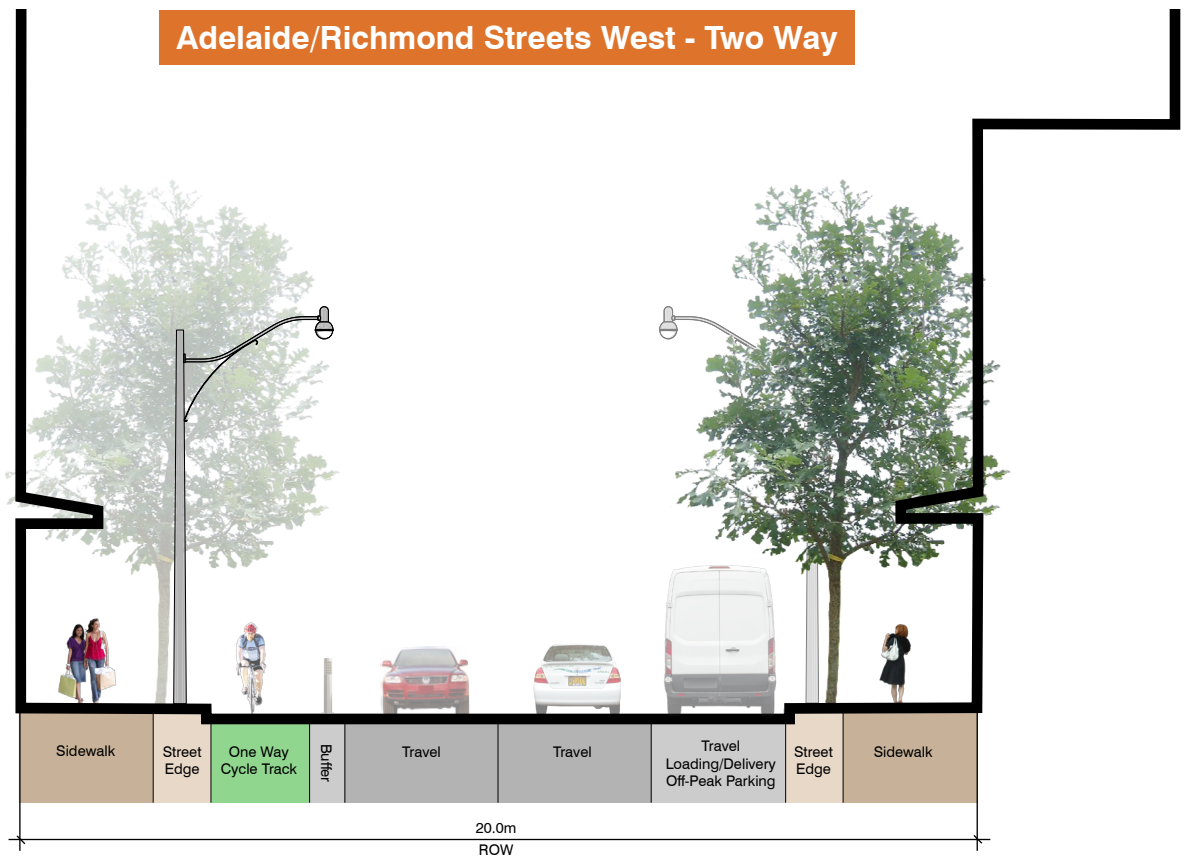 Adelaide/Richmond Streets West - Two Way
Sidewalk
Street
Edge
One Way
Cycle Track
Buffer
Travel
Travel
Travel
Loading/Delivery
Off-Peak Parking
Street
Edge
Sidewalk
20.0m
ROW